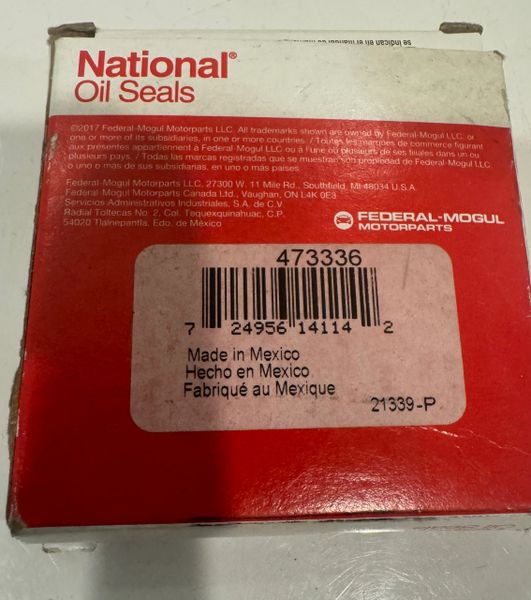 se indican en el manual de
National®
Oil Seals
©2017 Federal-Mogul Motorparts LLC. All trademarks shown are owned by Federal-Mogul LLC, or
one or more of its subsidiaries, in one or more countries. / Toutes les marques de commerce figurant
aux présentes appartiennent à Federal-Mogul LLC ou à l'une ou plusieurs de ses filiales dans un ou
plusieurs pays. / Todas las marcas registradas que se muestran son propiedad de Federal-Mogul LLC
o uno o más de sus subsidiarias, en uno o más países.
Federal-Mogul Motorparts LLC. 27300 W. 11 Mile Rd., Southfield, MI 48034 U.S.A.
Federal-Mogul Motorparts Canada Ltd., Vaughan, ON L4K 0E3
Servicios Administrativos Industriales, S.A. de C.V.
Radial Toltecas No. 2, Col. Tequexquinahuac, C.P.
54020 Tlalnepantla, Edo. de México
FEDERAL-MOGUL
MOTORPARTS
473336
7 24956 14114 2
Made in Mexico
Hecho en Mexico
Fabriqué au Mexique
21339-P